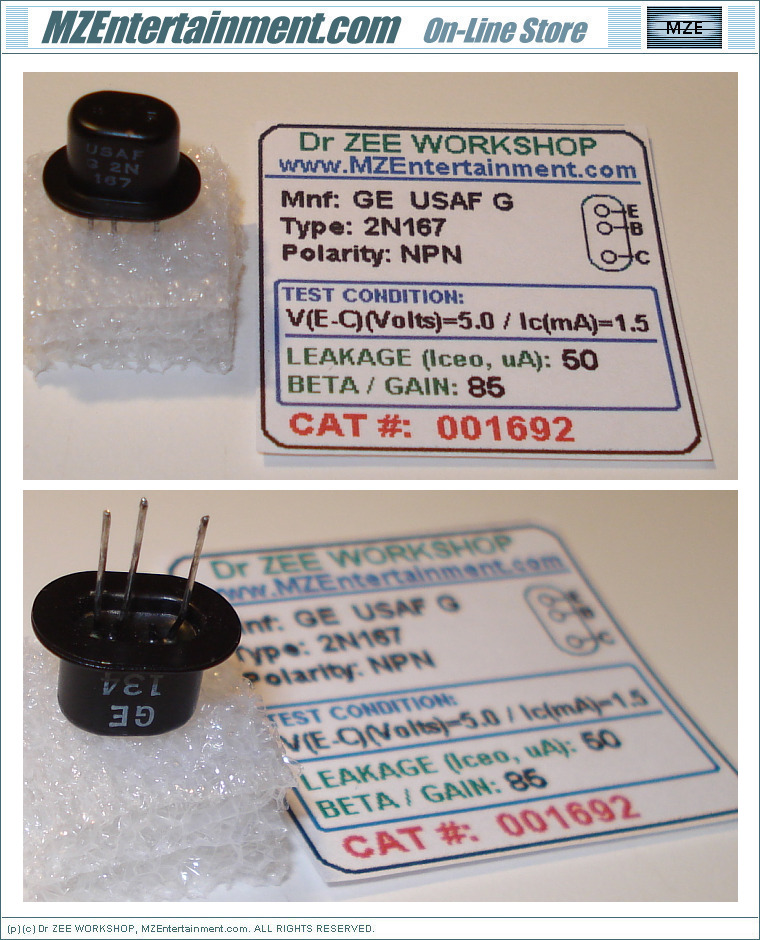 MZEntertainment.com On-Line Store MZE
USAF
G 2N
167
Dr ZEE WORKSHOP
www.MZEntertainment.com
Mnf: GE USAF G
Type: 2N167
Polarity: NPN
E
B
C
TEST CONDITION:
V(E-C)(Volts)=5.0 / Ic(mA)=1.5
LEAKAGE (Iceo, uA): 50
BETA / GAIN: 85
CAT #: 001692
134
GE
Dr ZEE WORKSHOP
www.MZEntertainment.com
Mnf: GE USAF G
Type: 2N167
Polarity: NPN
E
B
C
TEST CONDITION:
V(E-C)(Volts)=5.0 / Ic(mA)=1.5
LEAKAGE (Iceo, uA): 50
BETA / GAIN: 85
CAT #: 001692
(p)(c) Dr ZEE WORKSHOP, MZEntertainment.com. ALL RIGHTS RESERVED.